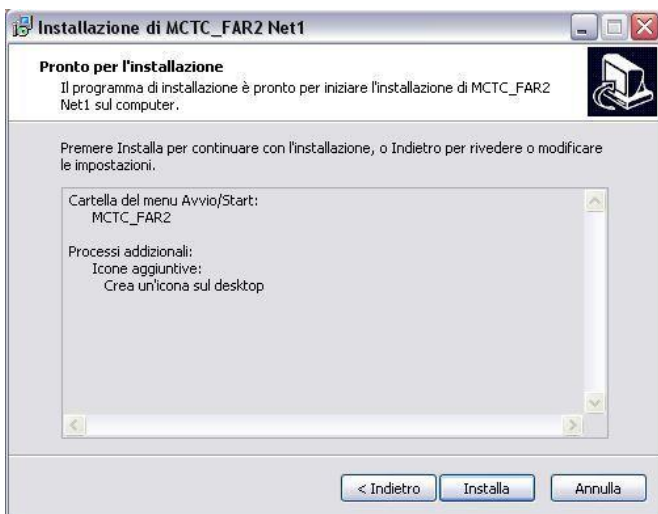 Installazione di MCTC_FAR2 Net1
Pronto per l'installazione
Il programma di installazione è pronto per iniziare l'installazione di MCTC_FAR2
Net1 sul computer.
Premere Installa per continuare con l'installazione, o Indietro per rivedere o modificare
le impostazioni.
Cartella del menu Avvio/Start:
MCTC_FAR2
Processi addizionali:
Icone aggiuntive:
Crea un'icona sul desktop
< Indietro
Installa
Annulla